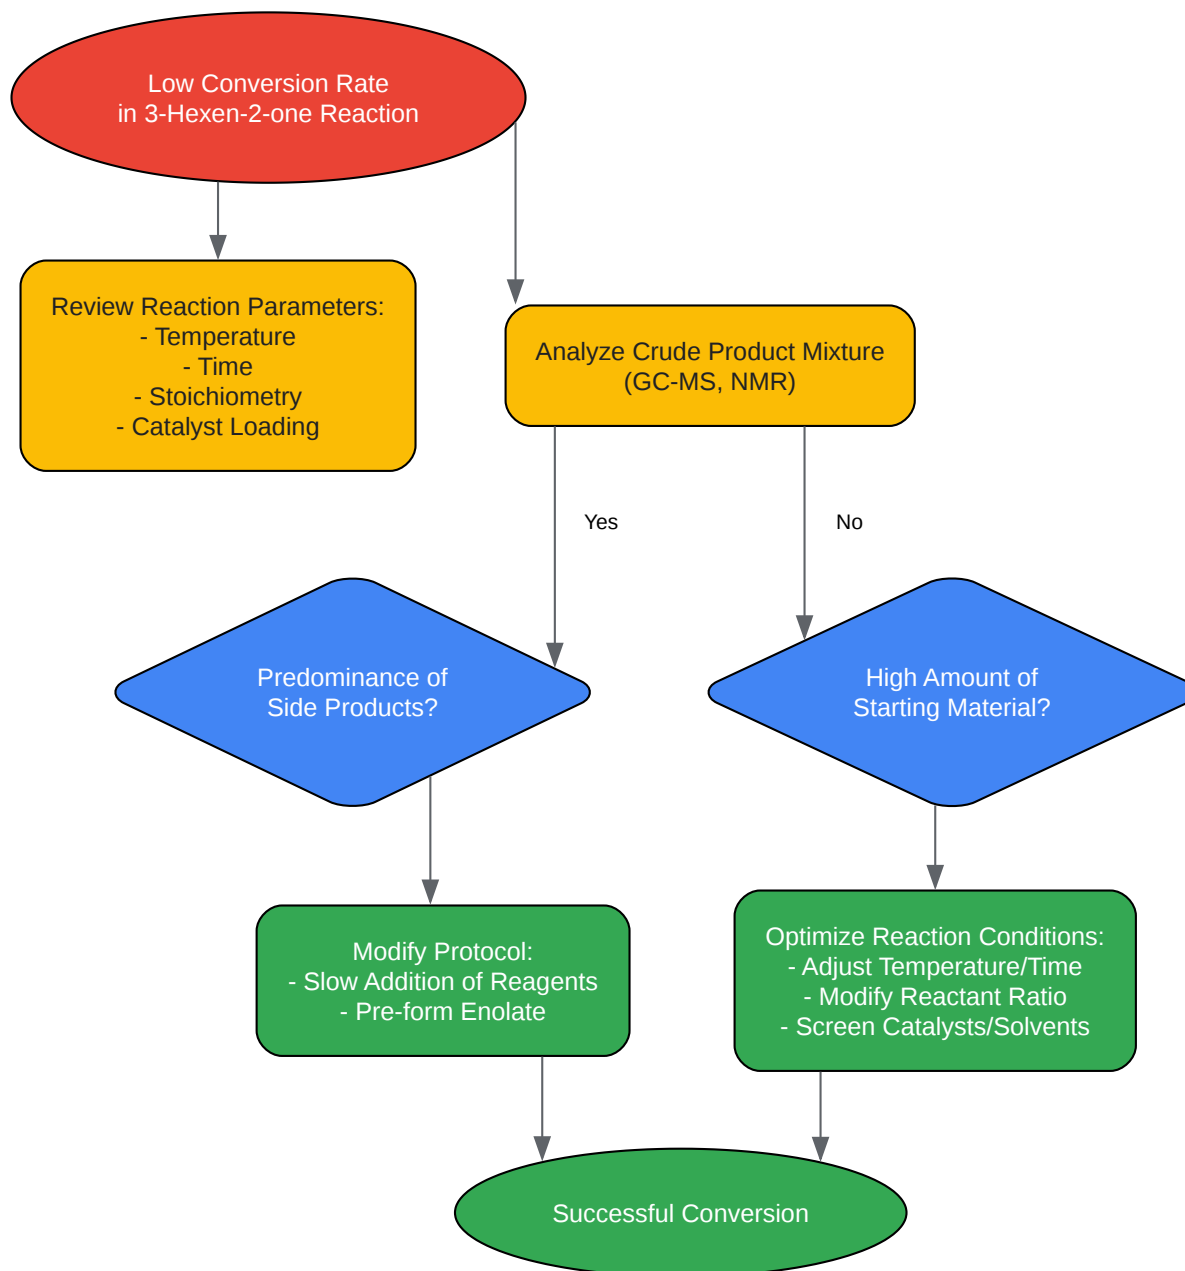 Low Conversion Rate
in 3-Hexen-2-one Reaction
Review Reaction Parameters:
- Temperature
- Time
- Stoichiometry
- Catalyst Loading
Analyze Crude Product Mixture
(GC-MS, NMR)
Yes
No
Predominance of
Side Products?
High Amount of
Starting Material?
Modify Protocol:
- Slow Addition of Reagents
- Pre-form Enolate
Optimize Reaction Conditions:
- Adjust Temperature/Time
- Modify Reactant Ratio
- Screen Catalysts/Solvents
Successful Conversion